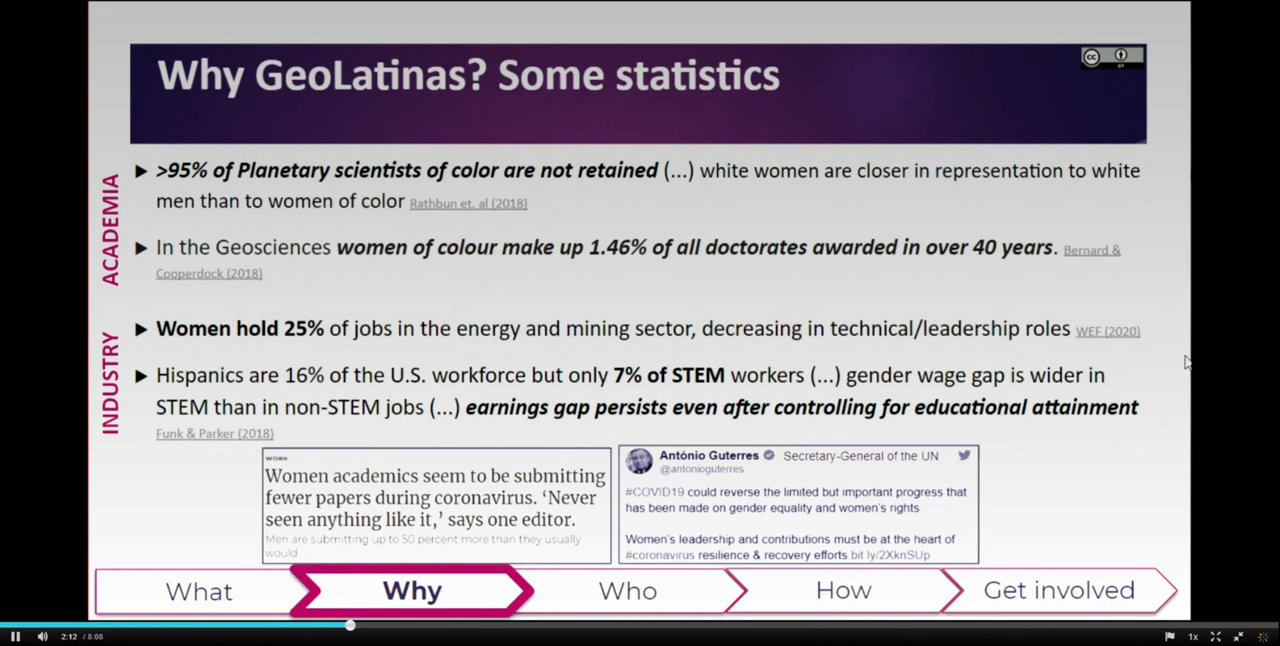 Why GeoLatinas? Some statistics
cc
BY
ACADEMIA
>95% of Planetary scientists of color are not retained (...) white women are closer in representation to white
men than to women of color Rathbun et. al (2018)
In the Geosciences women of colour make up 1.46% of all doctorates awarded in over 40 years. Bernard &
Cooperdock (2018)
INDUSTRY
Women hold 25% of jobs in the energy and mining sector, decreasing in technical/leadership roles WEF (2020)
Hispanics are 16% of the U.S. workforce but only 7% of STEM workers (...) gender wage gap is wider in
STEM than in non-STEM jobs (...) earnings gap persists even after controlling for educational attainment
Funk & Parker (2018)
WORK
Women academics seem to be submitting
fewer papers during coronavirus. ‘Never
seen anything like it,’ says one editor.
Men are submitting up to 50 percent more than they usually
would
António Guterres Secretary-General of the UN
@antonioguterres
#COVID19 could reverse the limited but important progress that
has been made on gender equality and women's rights.
Women's leadership and contributions must be at the heart of
#coronavirus resilience & recovery efforts bit ly/2XknSUp
What
Why
Who
How
Get involved
2:12 / 8:08
1x